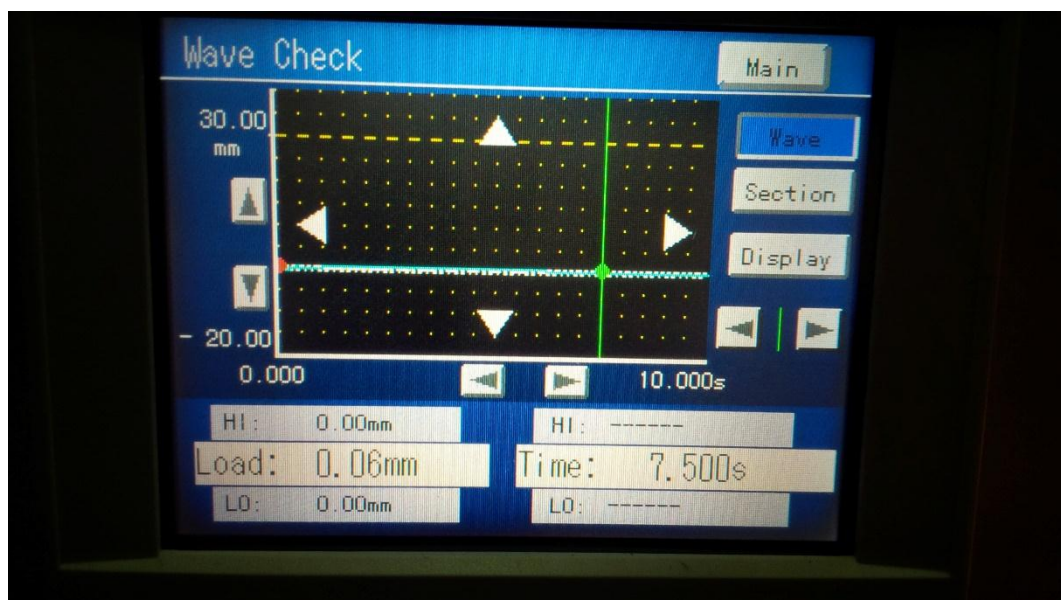 Wave Check
Main
30.00
mm
Wave
Section
Display
- 20.00
0.000
10.000s
HI: 0.00mm
HI: ------
Load: 0.06mm
Time: 7.500s
LO: 0.00mm
LO: ------